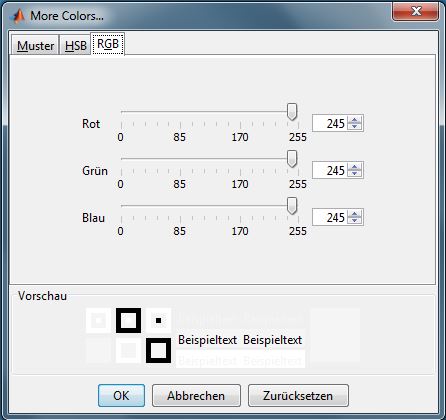 More Colors...
Muster HSB RGB
Rot 245
0 85 170 255
Grün 245
0 85 170 255
Blau 245
0 85 170 255
Vorschau
Beispieltext Beispieltext
Beispieltext Beispieltext
Beispieltext Beispieltext
OK Abbrechen Zurücksetzen